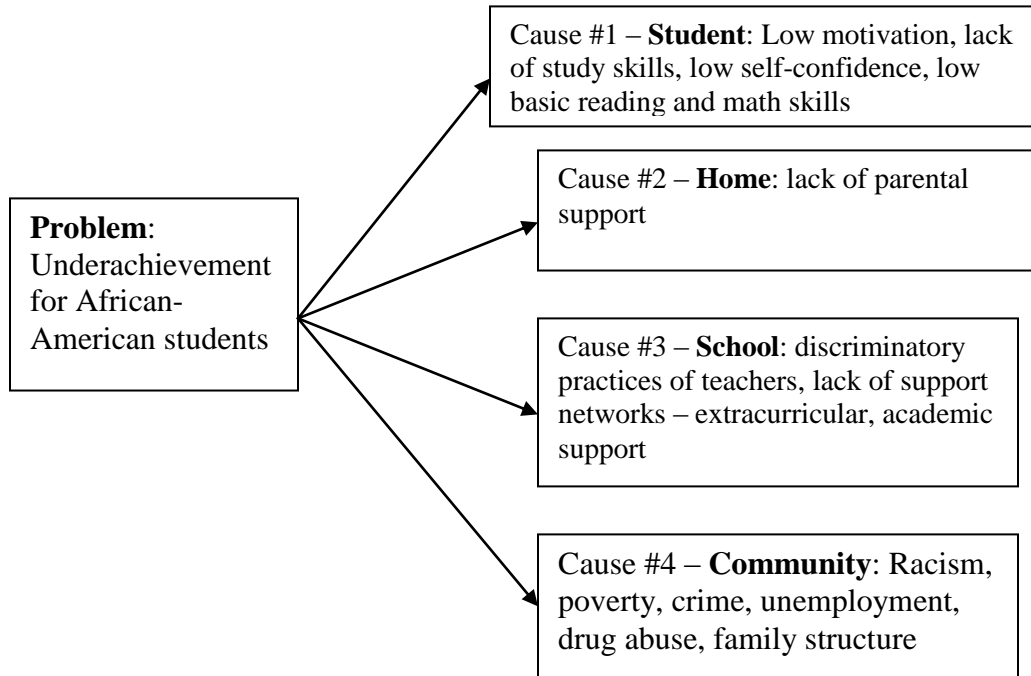 Cause #1 – Student: Low motivation, lack
of study skills, low self-confidence, low
basic reading and math skills
Cause #2 – Home: lack of parental
support
Problem:
Underachievement
for African-
American students
Cause #3 – School: discriminatory
practices of teachers, lack of support
networks – extracurricular, academic
support
Cause #4 – Community: Racism,
poverty, crime, unemployment,
drug abuse, family structure